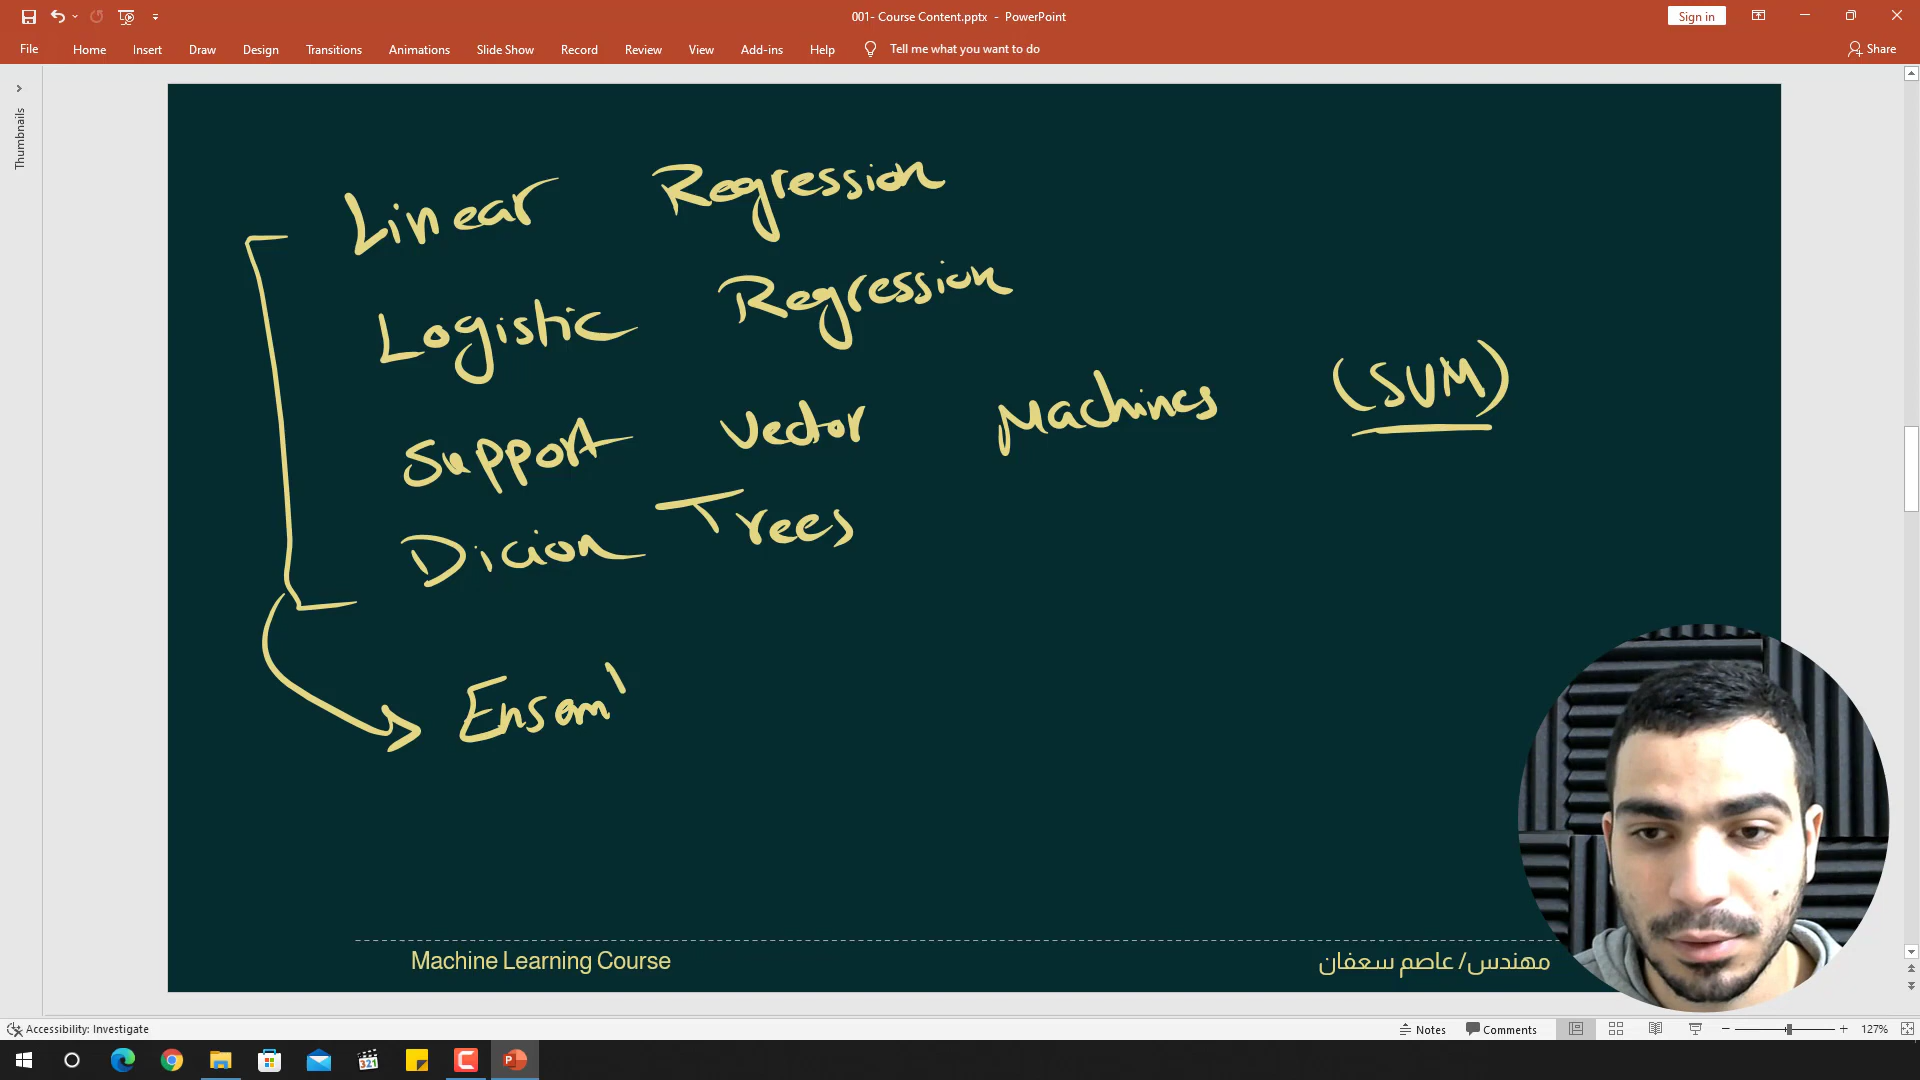 001- Course Content.pptx - PowerPoint
Sign in
File Home Insert Draw Design Transitions Animations Slide Show Record Review View Add-ins Help Tell me what you want to do Share
Thumbnails
Linear Regression
Logistic Regression
Support Vector Machines (SVM)
Dicion Trees
Ensem
Machine Learning Course
مهندس/ عاصم سعفان
Accessibility: Investigate Notes Comments 127%
321